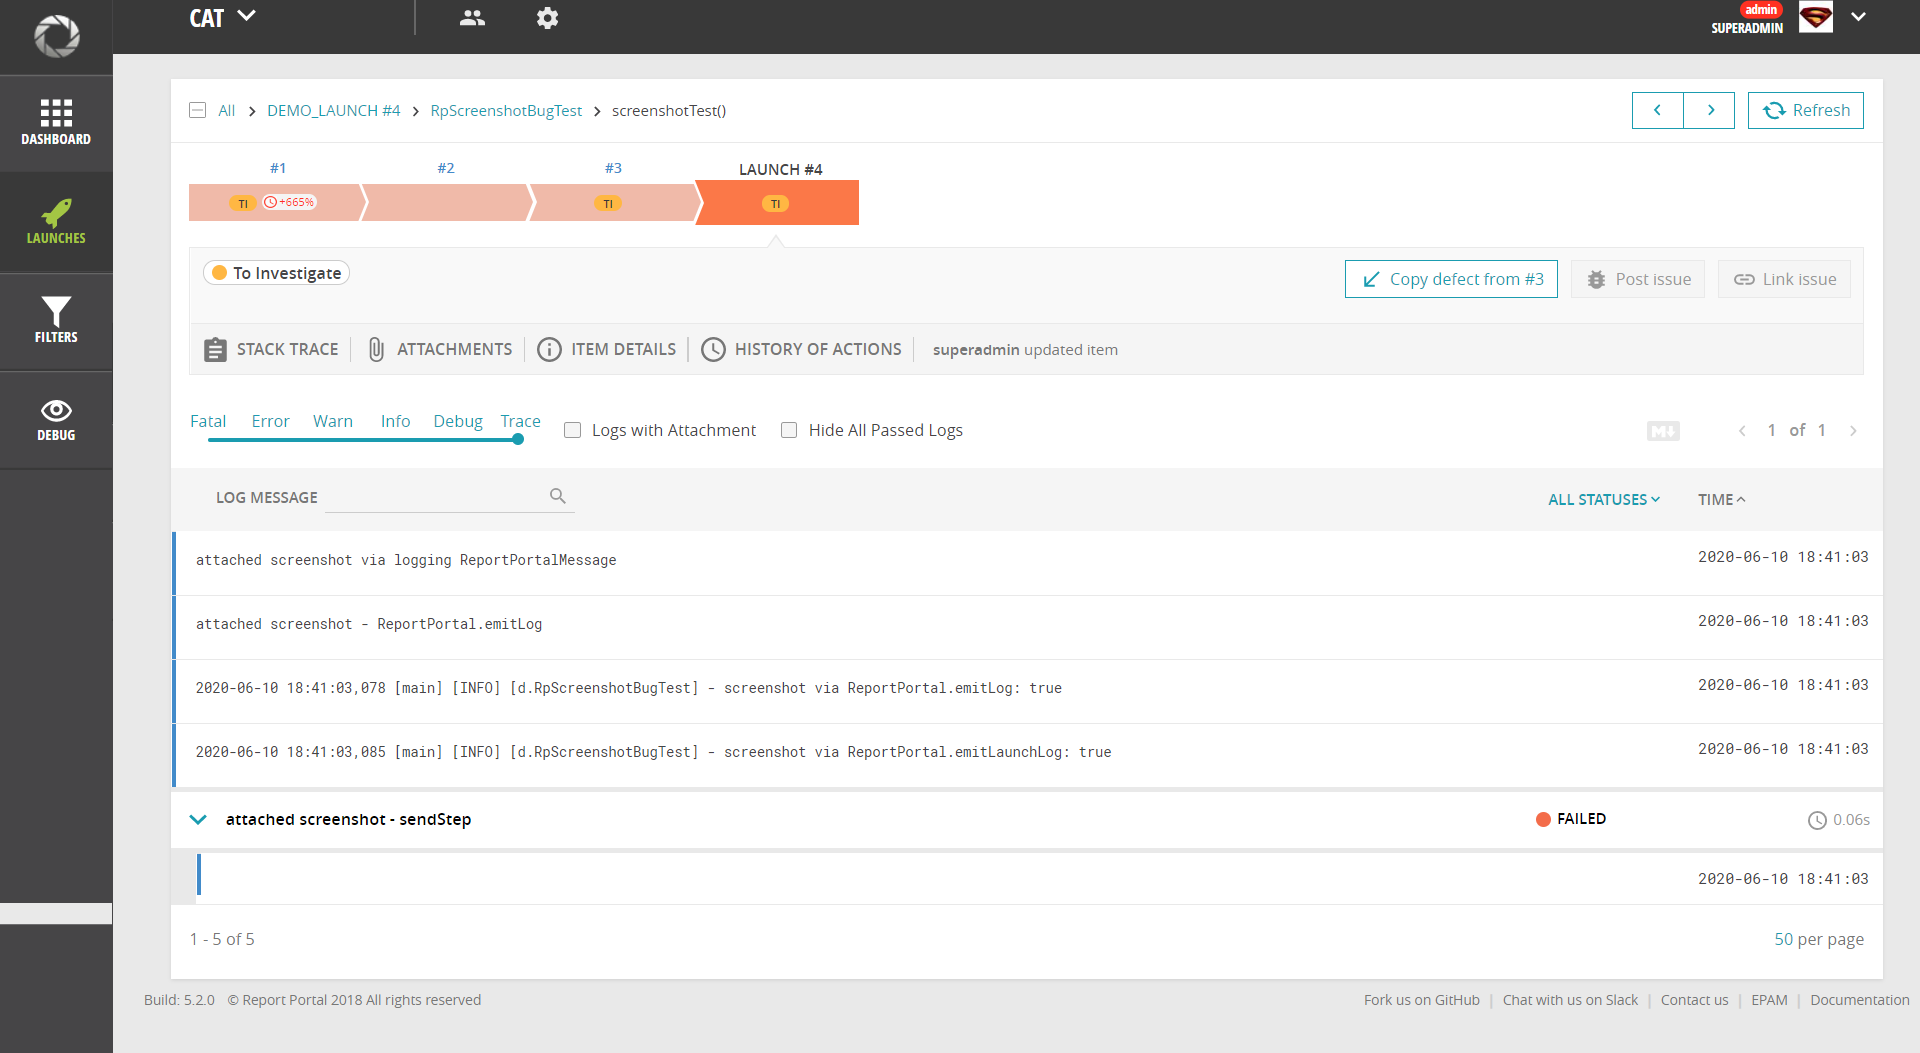 CAT
admin
SUPERADMIN
DASHBOARD
LAUNCHES
FILTERS
DEBUG
All > DEMO_LAUNCH #4 > RpScreenshotBugTest > screenshotTest()
Refresh
#1 #2 #3 LAUNCH #4
TI +665% TI TI
To Investigate
Copy defect from #3 Post issue Link issue
STACK TRACE ATTACHMENTS ITEM DETAILS HISTORY OF ACTIONS superadmin updated item
Fatal Error Warn Info Debug Trace Logs with Attachment Hide All Passed Logs M 1 of 1
LOG MESSAGE ALL STATUSES TIME
attached screenshot via logging ReportPortalMessage 2020-06-10 18:41:03
attached screenshot - ReportPortal.emitLog 2020-06-10 18:41:03
2020-06-10 18:41:03,078 [main] [INFO] [d.RpScreenshotBugTest] - screenshot via ReportPortal.emitLog: true 2020-06-10 18:41:03
2020-06-10 18:41:03,085 [main] [INFO] [d.RpScreenshotBugTest] - screenshot via ReportPortal.emitLaunchLog: true 2020-06-10 18:41:03
attached screenshot - sendStep FAILED 0.06s
2020-06-10 18:41:03
1 - 5 of 5 50 per page
Build: 5.2.0 © Report Portal 2018 All rights reserved Fork us on GitHub | Chat with us on Slack | Contact us | EPAM | Documentation